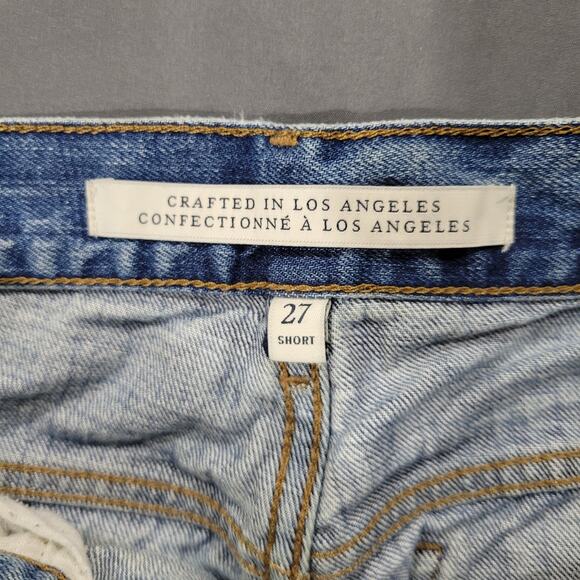 CRAFTED IN LOS ANGELES
CONFECTIONNÉ À LOS ANGELES
27
SHORT